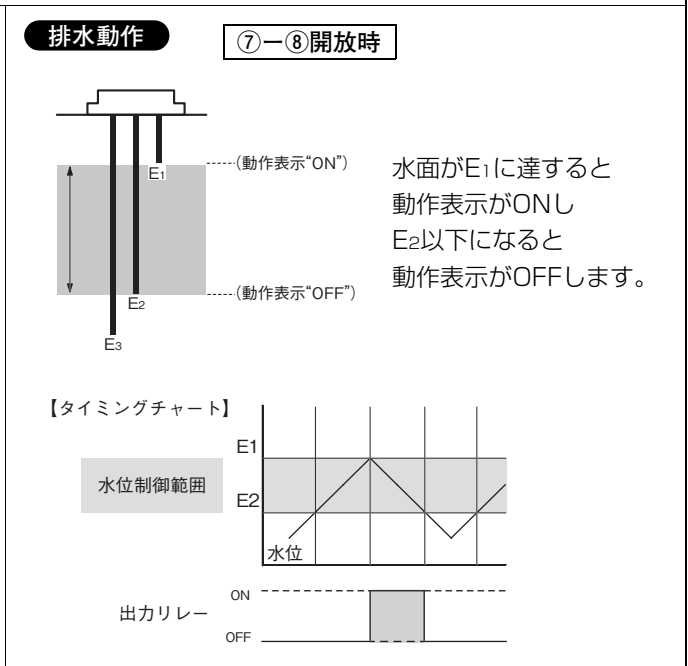 排水動作
⑦ー⑧開放時
(動作表示“ON”)
E1
(動作表示“OFF”)
E2
E3
水面がE1に達すると
動作表示がONし
E2以下になると
動作表示がOFFします。
【タイミングチャート】
E1
水位制御範囲
E2
水位
ON
出力リレー
OFF